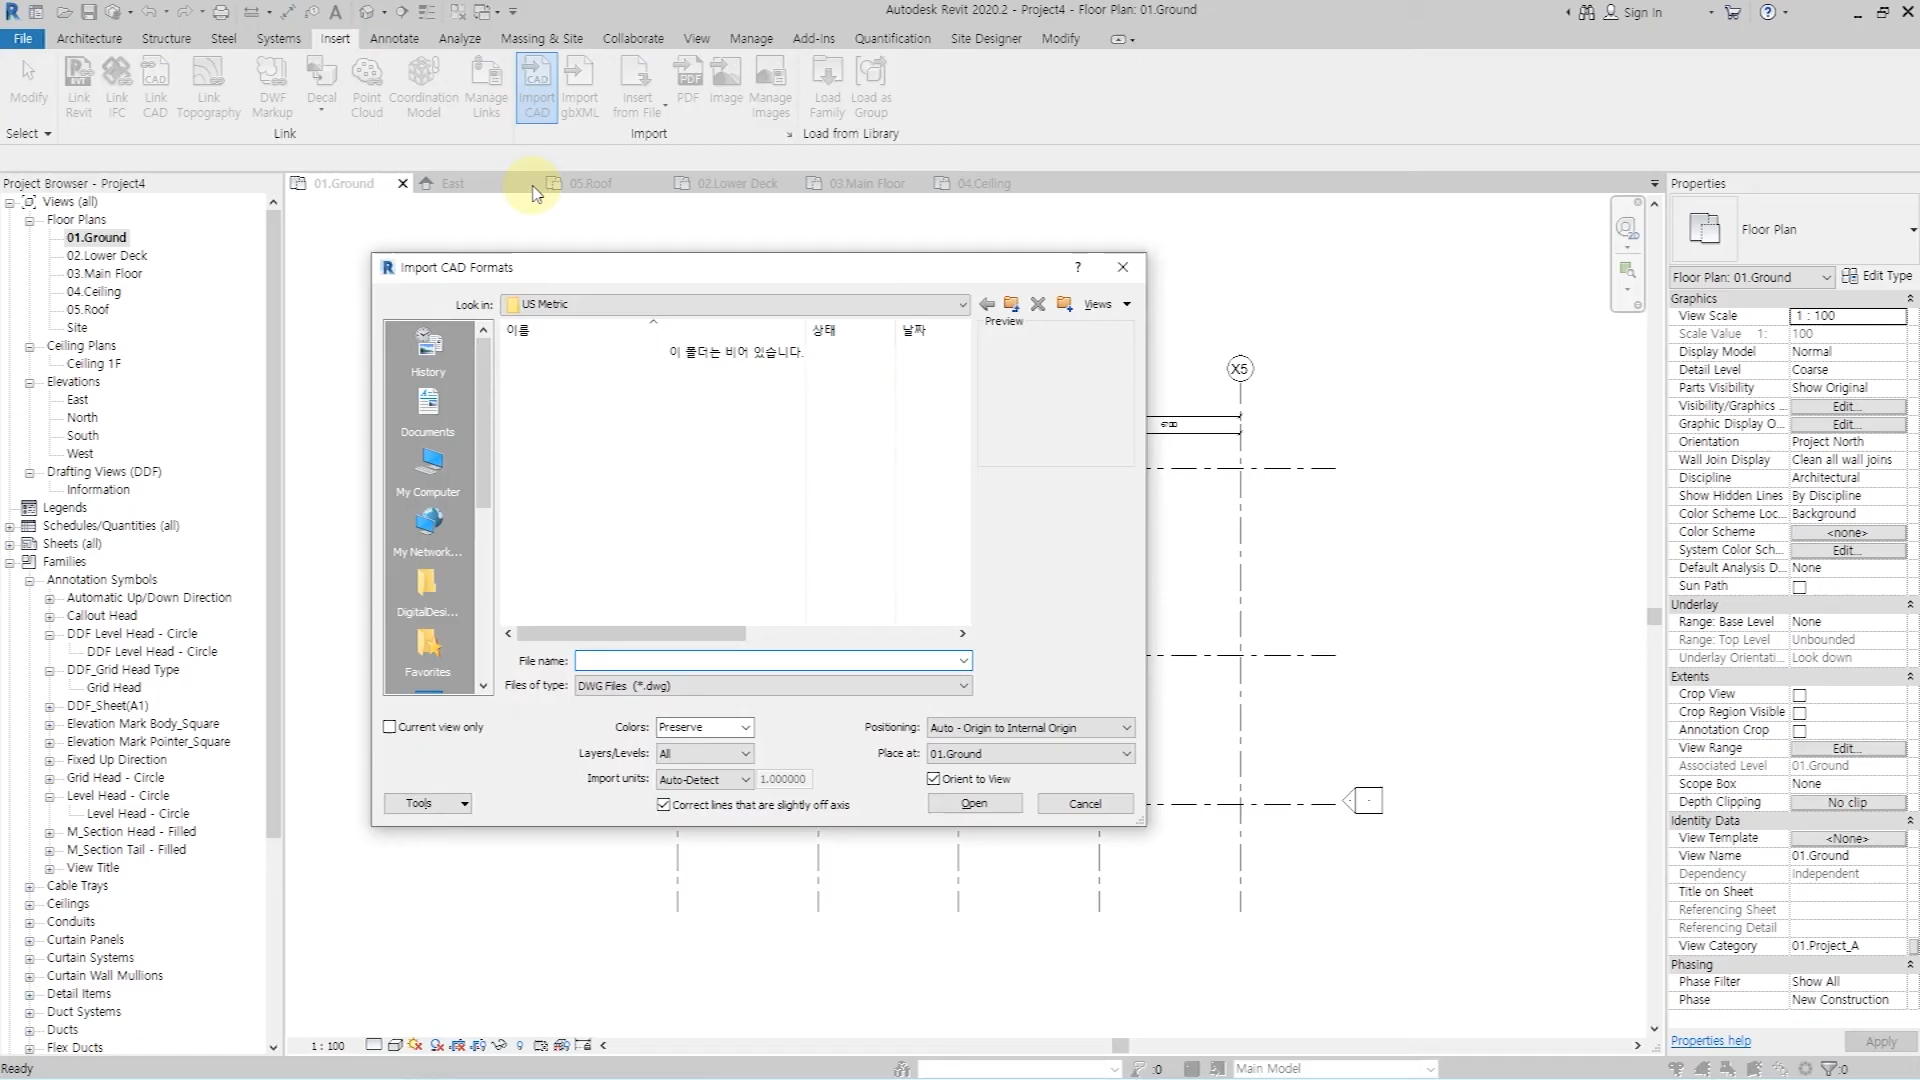 Autodesk Revit 2020.2 - Project4 - Floor Plan: 01.Ground
Sign In
File Architecture Structure Steel Systems Insert Annotate Analyze Massing & Site Collaborate View Manage Add-Ins Quantification Site Designer Modify
Modify
Link Revit
Link IFC
Link CAD
Link Topography
DWF Markup
Decal
Point Cloud
Coordination Model
Manage Links
Import CAD
Import gbXML
Insert from File
PDF
Image
Manage Images
Load Family
Load as Group
Select Link Import Load from Library
Project Browser - Project4
01.Ground East 05.Roof 02.Lower Deck 03.Main Floor 04.Ceiling
Views (all)
Floor Plans
01.Ground
02.Lower Deck
03.Main Floor
04.Ceiling
05.Roof
Site
Ceiling Plans
Ceiling 1F
Elevations
East
North
South
West
Drafting Views (DDF)
Information
Legends
Schedules/Quantities (all)
Sheets (all)
Families
Annotation Symbols
Automatic Up/Down Direction
Callout Head
DDF Level Head - Circle
DDF Level Head - Circle
DDF_Grid Head Type
Grid Head
DDF_Sheet(A1)
Elevation Mark Body_Square
Elevation Mark Pointer_Square
Fixed Up Direction
Grid Head - Circle
Level Head - Circle
Level Head - Circle
M_Section Head - Filled
M_Section Tail - Filled
View Title
Cable Trays
Ceilings
Conduits
Curtain Panels
Curtain Systems
Curtain Wall Mullions
Detail Items
Duct Systems
Ducts
Flex Ducts
Import CAD Formats
?
Look in: US Metric
Views
이름 상태 날짜
이 폴더는 비어 있습니다.
Preview
History
Documents
My Computer
My Network...
DigitalDesi...
Favorites
File name:
Files of type: DWG Files (*.dwg)
Current view only
Colors: Preserve
Layers/Levels: All
Import units: Auto-Detect 1.000000
Correct lines that are slightly off axis
Positioning: Auto - Origin to Internal Origin
Place at: 01.Ground
Orient to View
Tools
Open
Cancel
X5
2D
Properties
Floor Plan
Floor Plan: 01.Ground Edit Type
Graphics
View Scale 1 : 100
Scale Value 1: 100
Display Model Normal
Detail Level Coarse
Parts Visibility Show Original
Visibility/Graphics ... Edit...
Graphic Display O... Edit...
Orientation Project North
Wall Join Display Clean all wall joins
Discipline Architectural
Show Hidden Lines By Discipline
Color Scheme Loc... Background
Color Scheme <none>
System Color Sch... Edit...
Default Analysis D... None
Sun Path
Underlay
Range: Base Level None
Range: Top Level Unbounded
Underlay Orientati... Look down
Extents
Crop View
Crop Region Visible
Annotation Crop
View Range Edit...
Associated Level 01.Ground
Scope Box None
Depth Clipping No clip
Identity Data
View Template <None>
View Name 01.Ground
Dependency Independent
Title on Sheet
Referencing Sheet
Referencing Detail
View Category 01.Project_A
Phasing
Phase Filter Show All
Phase New Construction
Properties help
Apply
1 : 100
Ready
:0
Main Model
:0